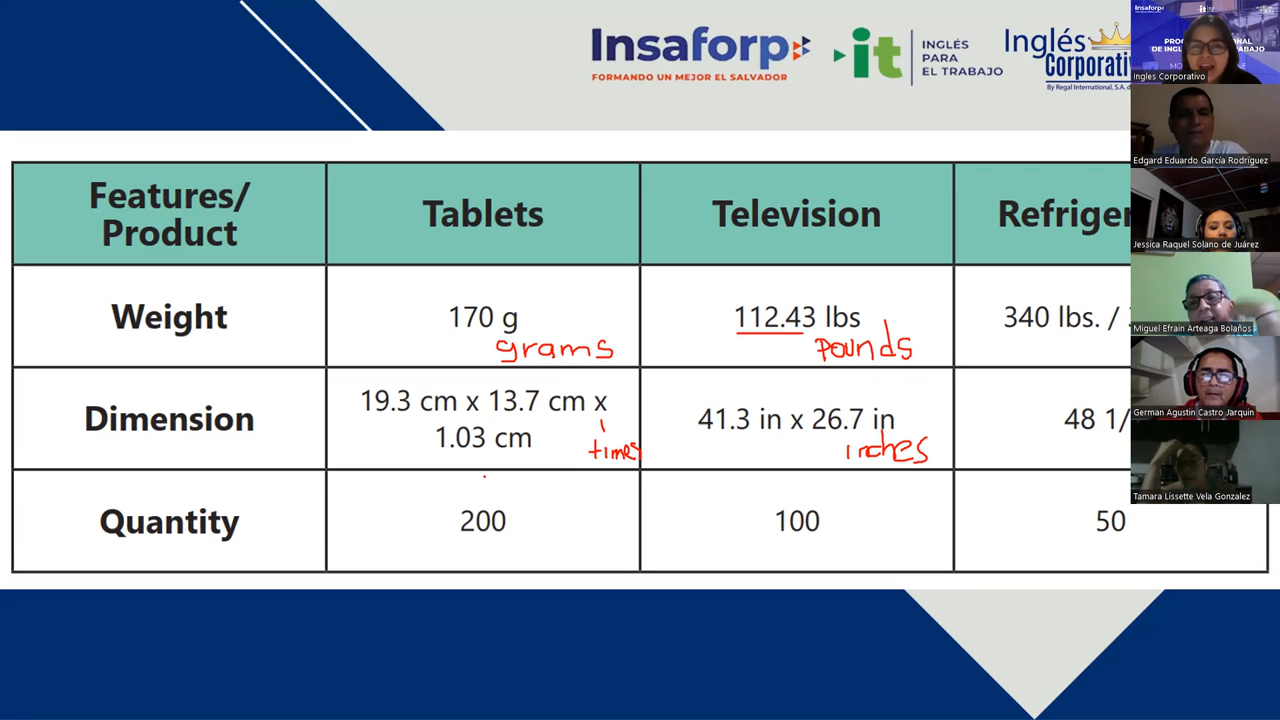 Insaforp
FORMANDO UN MEJOR EL SALVADOR
it
INGLÉS
PARA
EL TRABAJO
Inglés
Corporativ
By Regal International, S.A. d
Features/
Product
Tablets
Television
Refriger
Weight
170 g
grams
112.43 lbs
pounds
340 lbs. /
Dimension
19.3 cm x 13.7 cm x
1.03 cm
times
41.3 in x 26.7 in
inches
48 1/
Quantity
200
100
50
Insaforp
it
Ingles Corporativo
Edgard Eduardo García Rodríguez
Jessica Raquel Solano de Juárez
Miguel Efrain Arteaga Bolaños
German Agustin Castro Jarquin
Tamara Lissette Vela Gonzalez